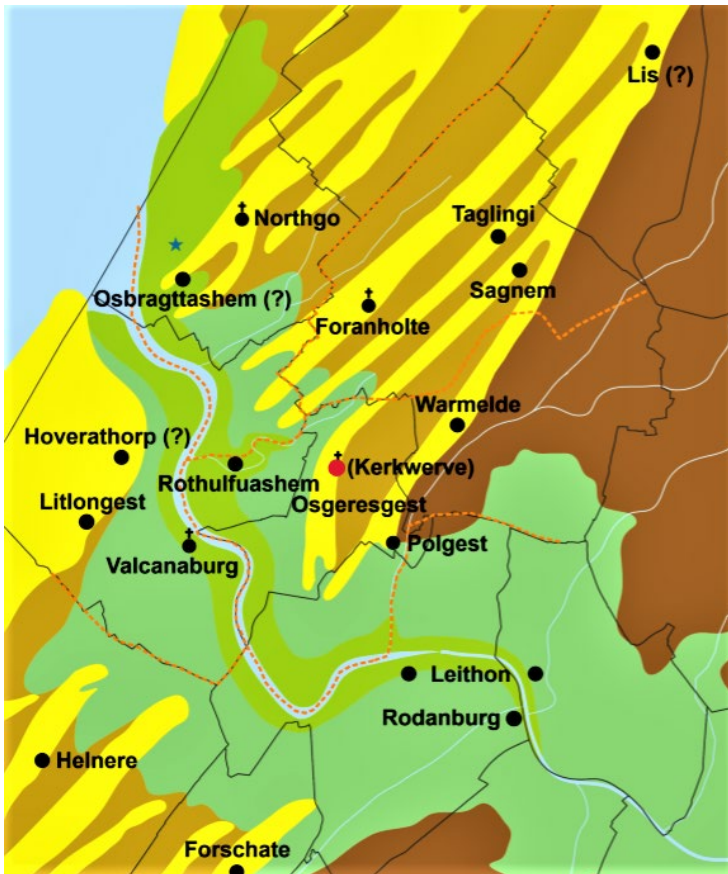 Lis (?)
Northgo
Taglingi
Osbragttashem (?)
Sagnem
Foranholte
Warmelde
Hoverathorp (?)
(Kerkwerve)
Rothulfuashem
Osgeresgest
Litlongest
Polgest
Valcanaburg
Leithon
Rodanburg
Helnere
Forschate